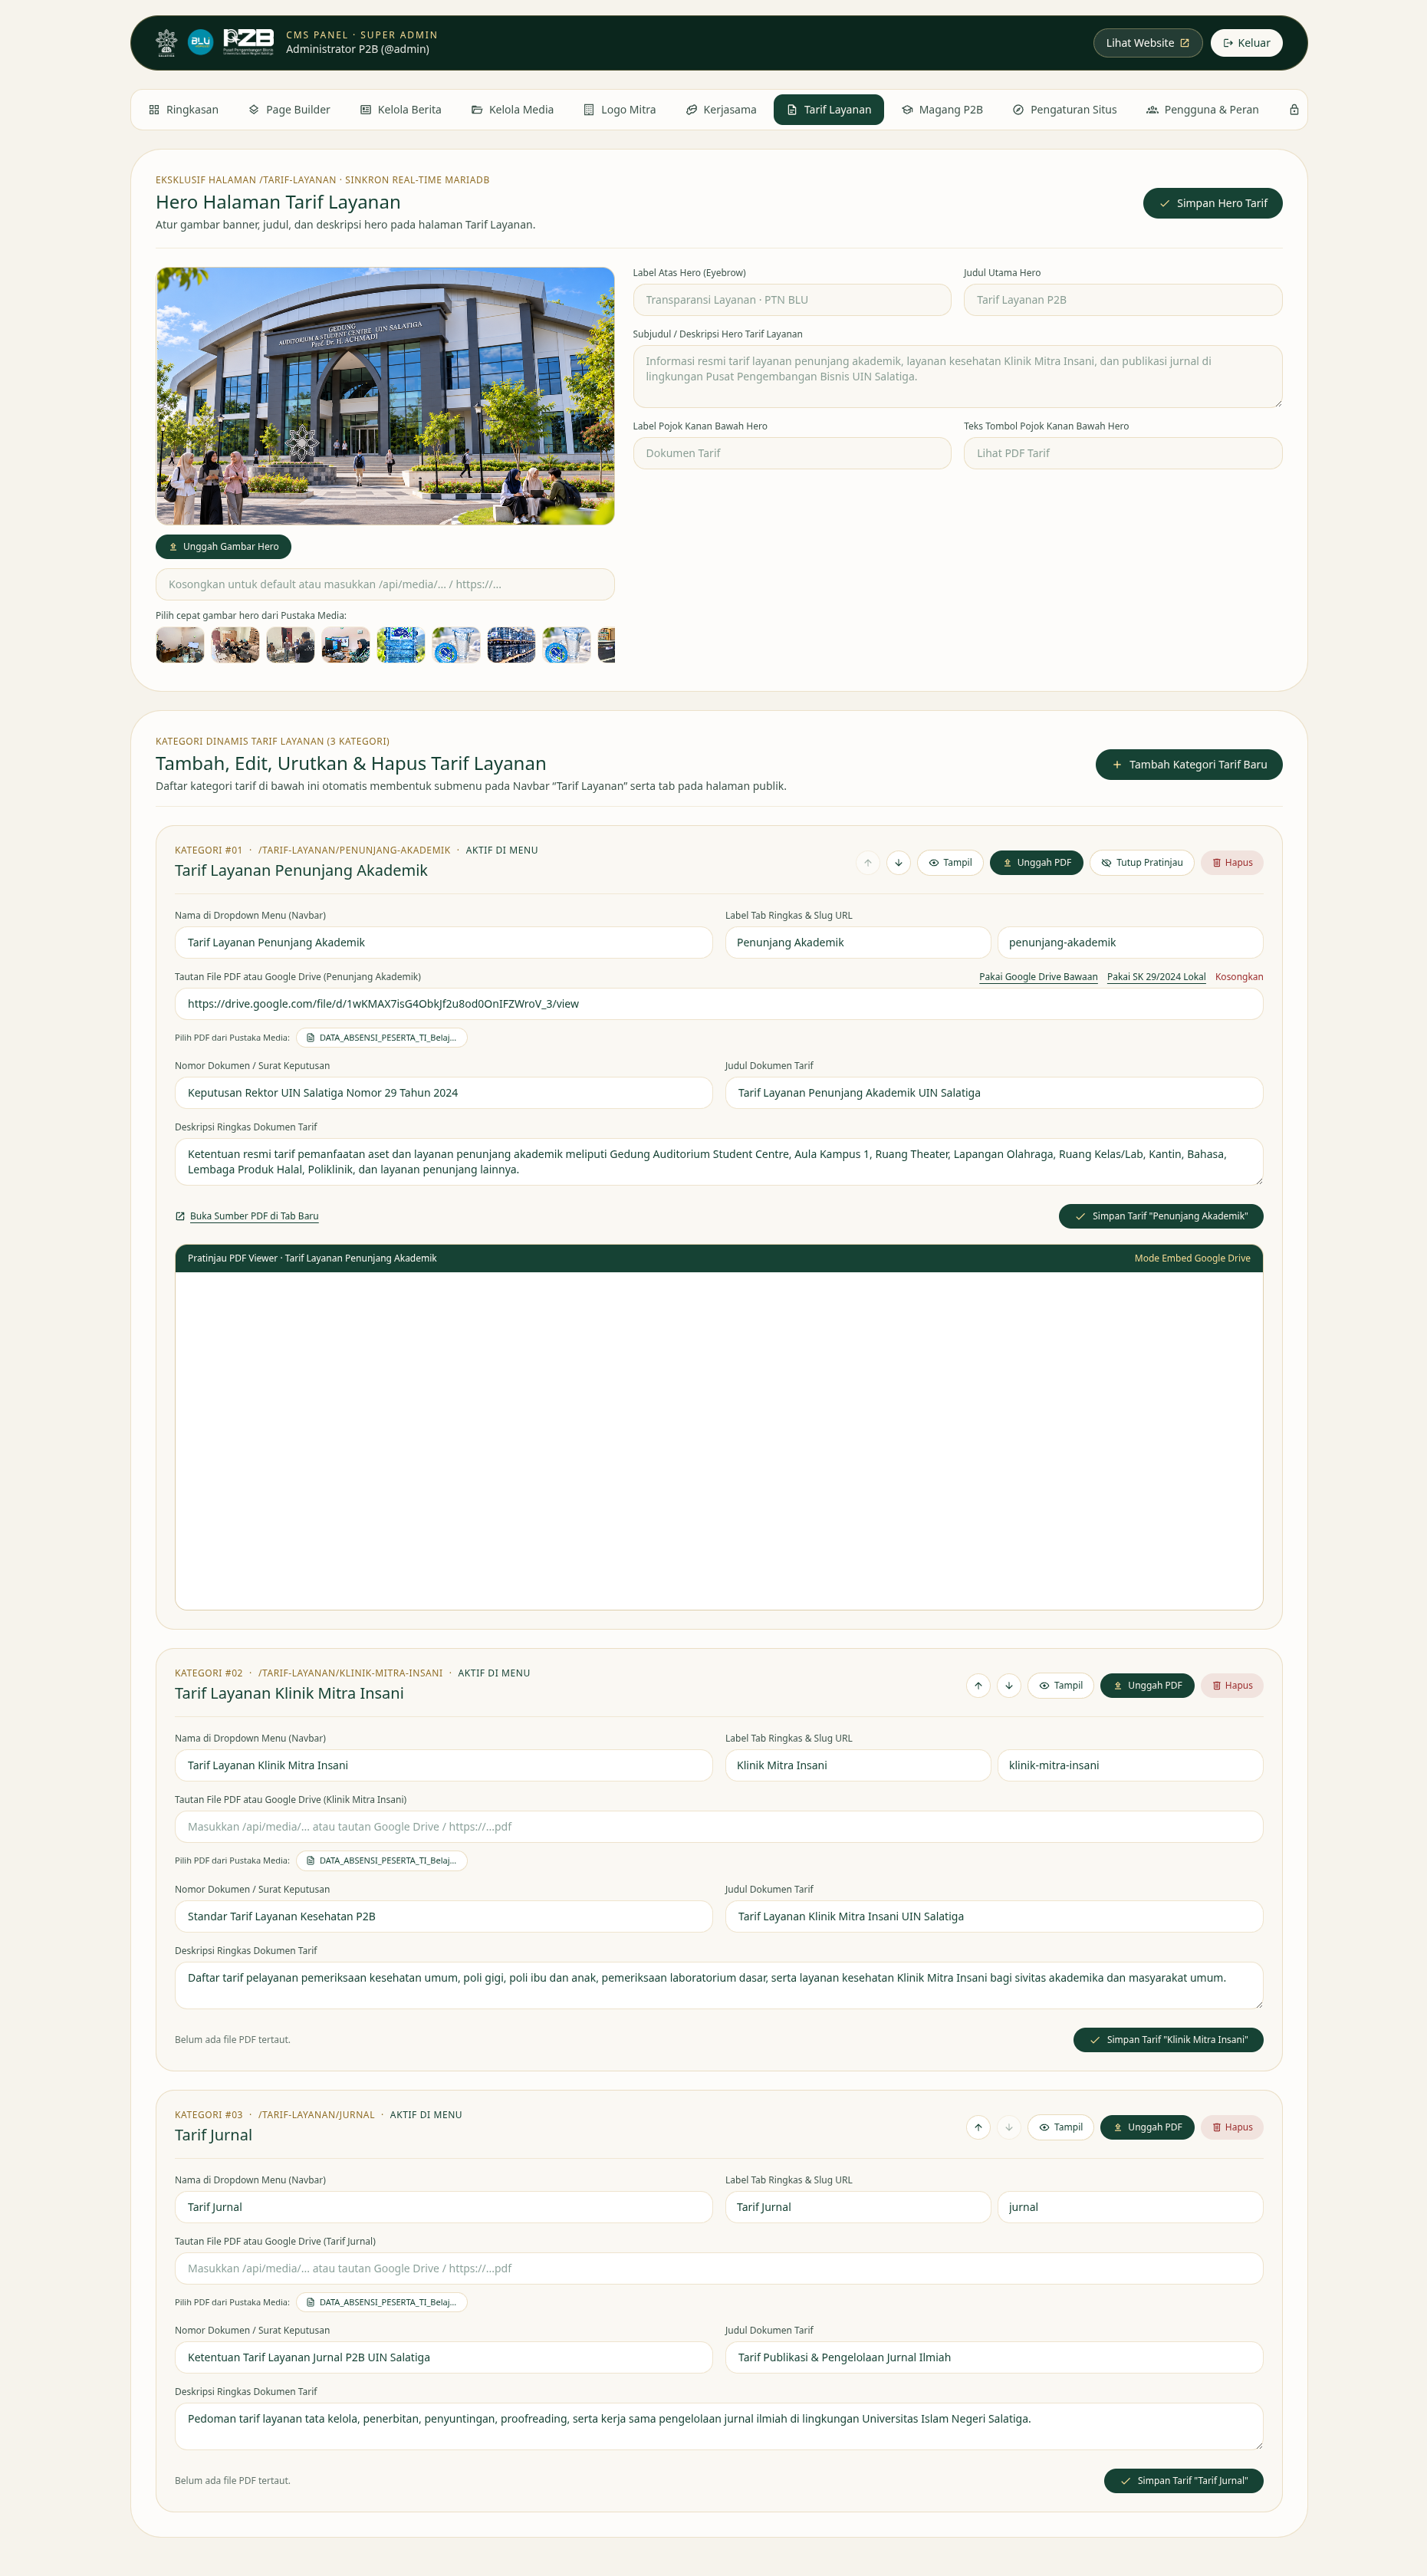 BLU
P2B
CMS PANEL · SUPER ADMIN
Administrator P2B (@admin)
Lihat Website
Keluar
Ringkasan
Page Builder
Kelola Berita
Kelola Media
Logo Mitra
Kerjasama
Tarif Layanan
Magang P2B
Pengaturan Situs
Pengguna & Peran
EKSKLUSIF HALAMAN /TARIF-LAYANAN · SINKRON REAL-TIME MARIADB
Hero Halaman Tarif Layanan
Atur gambar banner, judul, dan deskripsi hero pada halaman Tarif Layanan.
Simpan Hero Tarif
GEDUNG
AUDITORIUM & STUDENT CENTRE UIN SALATIGA
Prof. Dr. H. ACHMADI
Unggah Gambar Hero
Kosongkan untuk default atau masukkan /api/media/... / https://...
Pilih cepat gambar hero dari Pustaka Media:
Label Atas Hero (Eyebrow)
Judul Utama Hero
Transparansi Layanan · PTN BLU
Tarif Layanan P2B
Subjudul / Deskripsi Hero Tarif Layanan
Informasi resmi tarif layanan penunjang akademik, layanan kesehatan Klinik Mitra Insani, dan publikasi jurnal di
lingkungan Pusat Pengembangan Bisnis UIN Salatiga.
Label Pojok Kanan Bawah Hero
Teks Tombol Pojok Kanan Bawah Hero
Dokumen Tarif
Lihat PDF Tarif
KATEGORI DINAMIS TARIF LAYANAN (3 KATEGORI)
Tambah, Edit, Urutkan & Hapus Tarif Layanan
Daftar kategori tarif di bawah ini otomatis membentuk submenu pada Navbar “Tarif Layanan” serta tab pada halaman publik.
Tambah Kategori Tarif Baru
KATEGORI #01 · /TARIF-LAYANAN/PENUNJANG-AKADEMIK · AKTIF DI MENU
Tarif Layanan Penunjang Akademik
Tampil
Unggah PDF
Tutup Pratinjau
Hapus
Nama di Dropdown Menu (Navbar)
Label Tab Ringkas & Slug URL
Tarif Layanan Penunjang Akademik
Penunjang Akademik
penunjang-akademik
Tautan File PDF atau Google Drive (Penunjang Akademik)
Pakai Google Drive Bawaan
Pakai SK 29/2024 Lokal
Kosongkan
https://drive.google.com/file/d/1wKMAX7isG4ObkJf2u8od0OnIFZWroV_3/view
Pilih PDF dari Pustaka Media:
DATA_ABSENSI_PESERTA_TI_Belaj...
Nomor Dokumen / Surat Keputusan
Judul Dokumen Tarif
Keputusan Rektor UIN Salatiga Nomor 29 Tahun 2024
Tarif Layanan Penunjang Akademik UIN Salatiga
Deskripsi Ringkas Dokumen Tarif
Ketentuan resmi tarif pemanfaatan aset dan layanan penunjang akademik meliputi Gedung Auditorium Student Centre, Aula Kampus 1, Ruang Theater, Lapangan Olahraga, Ruang Kelas/Lab, Kantin, Bahasa,
Lembaga Produk Halal, Poliklinik, dan layanan penunjang lainnya.
Buka Sumber PDF di Tab Baru
Simpan Tarif "Penunjang Akademik"
Pratinjau PDF Viewer · Tarif Layanan Penunjang Akademik
Mode Embed Google Drive
KATEGORI #02 · /TARIF-LAYANAN/KLINIK-MITRA-INSANI · AKTIF DI MENU
Tarif Layanan Klinik Mitra Insani
Tampil
Unggah PDF
Hapus
Nama di Dropdown Menu (Navbar)
Label Tab Ringkas & Slug URL
Tarif Layanan Klinik Mitra Insani
Klinik Mitra Insani
klinik-mitra-insani
Tautan File PDF atau Google Drive (Klinik Mitra Insani)
Masukkan /api/media/... atau tautan Google Drive / https://...pdf
Pilih PDF dari Pustaka Media:
DATA_ABSENSI_PESERTA_TI_Belaj...
Nomor Dokumen / Surat Keputusan
Judul Dokumen Tarif
Standar Tarif Layanan Kesehatan P2B
Tarif Layanan Klinik Mitra Insani UIN Salatiga
Deskripsi Ringkas Dokumen Tarif
Daftar tarif pelayanan pemeriksaan kesehatan umum, poli gigi, poli ibu dan anak, pemeriksaan laboratorium dasar, serta layanan kesehatan Klinik Mitra Insani bagi sivitas akademika dan masyarakat umum.
Belum ada file PDF tertaut.
Simpan Tarif "Klinik Mitra Insani"
KATEGORI #03 · /TARIF-LAYANAN/JURNAL · AKTIF DI MENU
Tarif Jurnal
Tampil
Unggah PDF
Hapus
Nama di Dropdown Menu (Navbar)
Label Tab Ringkas & Slug URL
Tarif Jurnal
Tarif Jurnal
jurnal
Tautan File PDF atau Google Drive (Tarif Jurnal)
Masukkan /api/media/... atau tautan Google Drive / https://...pdf
Pilih PDF dari Pustaka Media:
DATA_ABSENSI_PESERTA_TI_Belaj...
Nomor Dokumen / Surat Keputusan
Judul Dokumen Tarif
Ketentuan Tarif Layanan Jurnal P2B UIN Salatiga
Tarif Publikasi & Pengelolaan Jurnal Ilmiah
Deskripsi Ringkas Dokumen Tarif
Pedoman tarif layanan tata kelola, penerbitan, penyuntingan, proofreading, serta kerja sama pengelolaan jurnal ilmiah di lingkungan Universitas Islam Negeri Salatiga.
Belum ada file PDF tertaut.
Simpan Tarif "Tarif Jurnal"